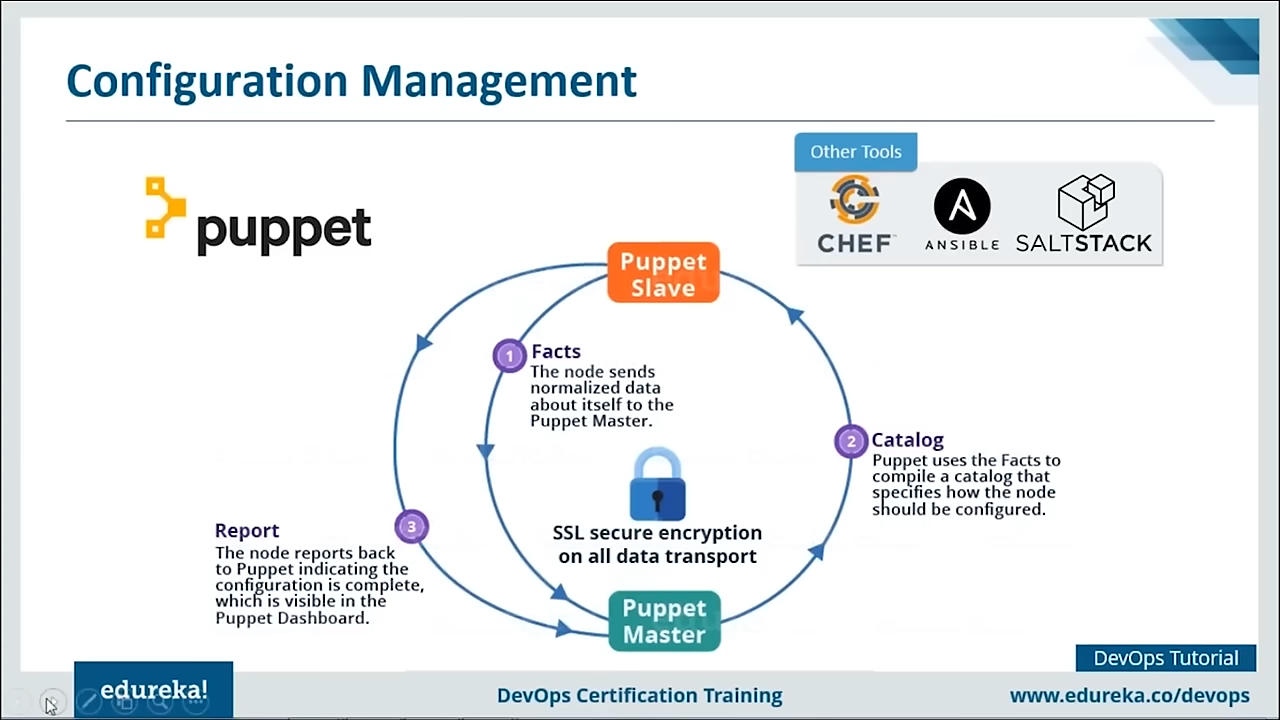 Configuration Management
Other Tools
puppet
CHEF
ANSIBLE
SALTSTACK
Puppet
Slave
1
Facts
The node sends
normalized data
about itself to the
Puppet Master.
2
Catalog
Puppet uses the Facts to
compile a catalog that
specifies how the node
should be configured.
SSL secure encryption
on all data transport
3
Report
The node reports back
to Puppet indicating the
configuration is complete,
which is visible in the
Puppet Dashboard.
Puppet
Master
DevOps Tutorial
edureka!
DevOps Certification Training
www.edureka.co/devops